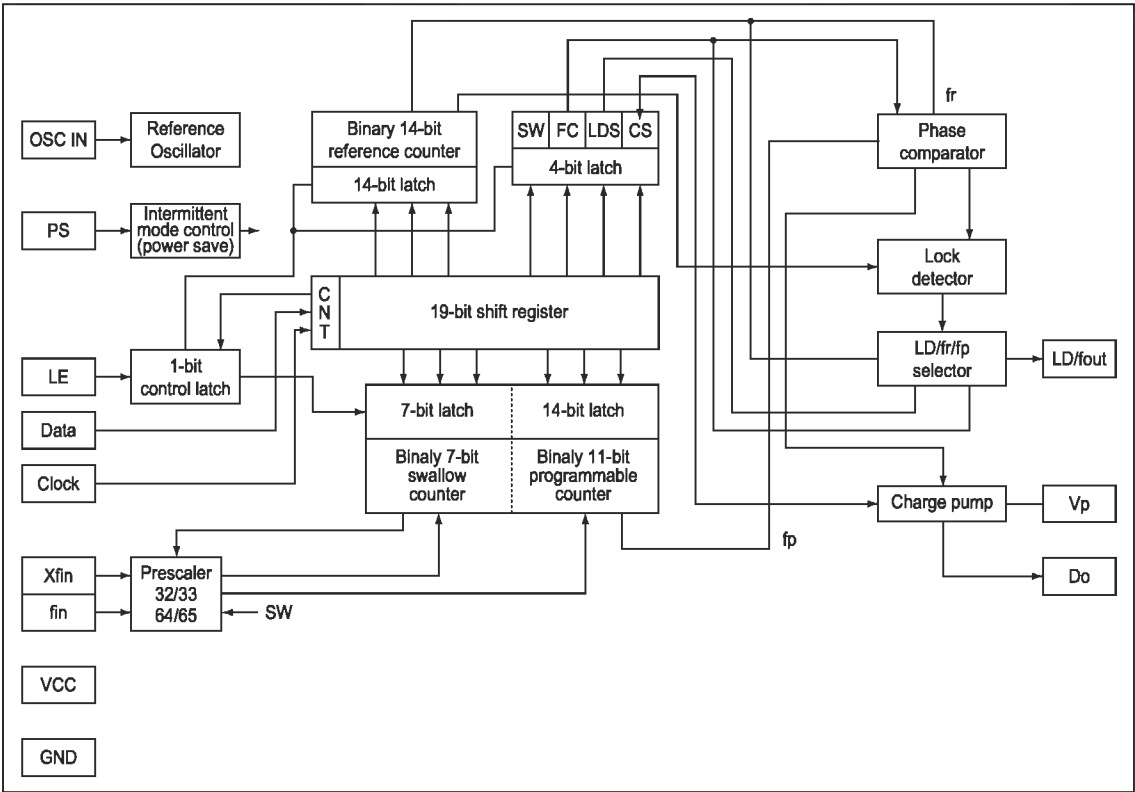 OSC IN
Reference
Oscillator
Binary 14-bit
reference counter
14-bit latch
SW FC LDS CS
4-bit latch
fr
Phase
comparator
PS
Intermittent
mode control
(power save)
Lock
detector
C
N
T
19-bit shift register
LE
1-bit
control latch
LD/fr/fp
selector
LD/fout
Data
7-bit latch
14-bit latch
Clock
Binaly 7-bit
swallow
counter
Binaly 11-bit
programmable
counter
Charge pump
Vp
fp
Xfin
fin
Prescaler
32/33
64/65
SW
Do
VCC
GND